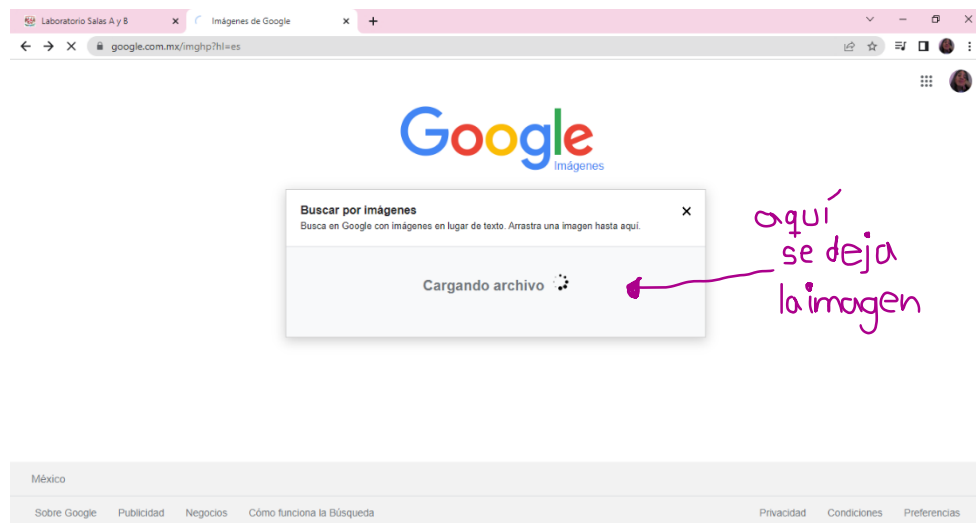 Laboratorio Salas A y B
Imágenes de Google
google.com.mx/imghp?hl=es
Google
Imágenes
Buscar por imágenes
Busca en Google con imágenes en lugar de texto. Arrastra una imagen hasta aquí.
Cargando archivo
aquí
se deja
la imagen
México
Sobre Google Publicidad Negocios Cómo funciona la Búsqueda Privacidad Condiciones Preferencias